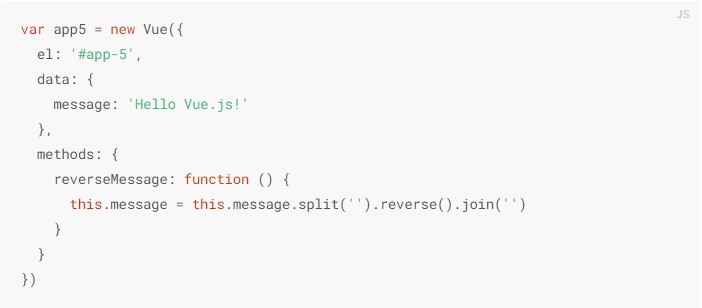 JS
var app5 = new Vue({
  el: '#app-5',
  data: {
    message: 'Hello Vue.js!'
  },
  methods: {
    reverseMessage: function () {
      this.message = this.message.split('').reverse().join('')
    }
  }
})